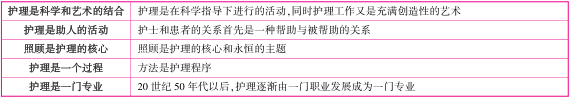 护理是科学和艺术的结合 护理是在科学指导下进行的活动,同时护理工作又是充满创造性的艺术
护理是助人的活动 护士和患者的关系首先是一种帮助与被帮助的关系
照顾是护理的核心 照顾是护理的核心和永恒的主题
护理是一个过程 方法是护理程序
护理是一门专业 20世纪50年代以后,护理逐渐由一门职业发展成为一门专业